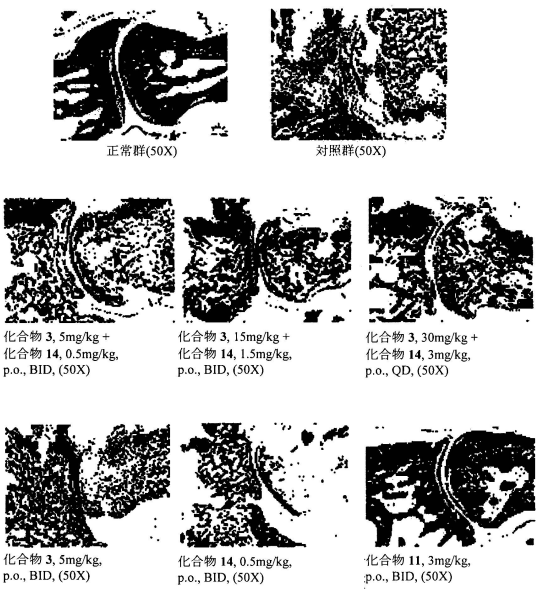 正常群(50X)
対照群(50X)
化合物 3, 5mg/kg +
化合物 14, 0.5mg/kg,
p.o., BID, (50X)
化合物 3, 15mg/kg +
化合物 14, 1.5mg/kg,
p.o., BID, (50X)
化合物 3, 30mg/kg +
化合物 14, 3mg/kg,
p.o., QD, (50X)
化合物 3, 5mg/kg,
p.o., BID, (50X)
化合物 14, 0.5mg/kg,
p.o., BID, (50X)
化合物 11, 3mg/kg,
p.o., BID, (50X)